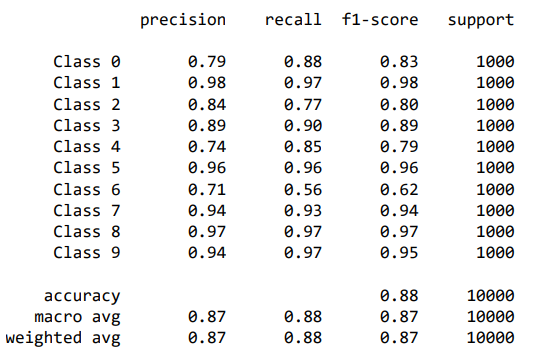 precision recall f1-score support
Class 0 0.79 0.88 0.83 1000
Class 1 0.98 0.97 0.98 1000
Class 2 0.84 0.77 0.80 1000
Class 3 0.89 0.90 0.89 1000
Class 4 0.74 0.85 0.79 1000
Class 5 0.96 0.96 0.96 1000
Class 6 0.71 0.56 0.62 1000
Class 7 0.94 0.93 0.94 1000
Class 8 0.97 0.97 0.97 1000
Class 9 0.94 0.97 0.95 1000
accuracy 0.88 10000
macro avg 0.87 0.88 0.87 10000
weighted avg 0.87 0.88 0.87 10000